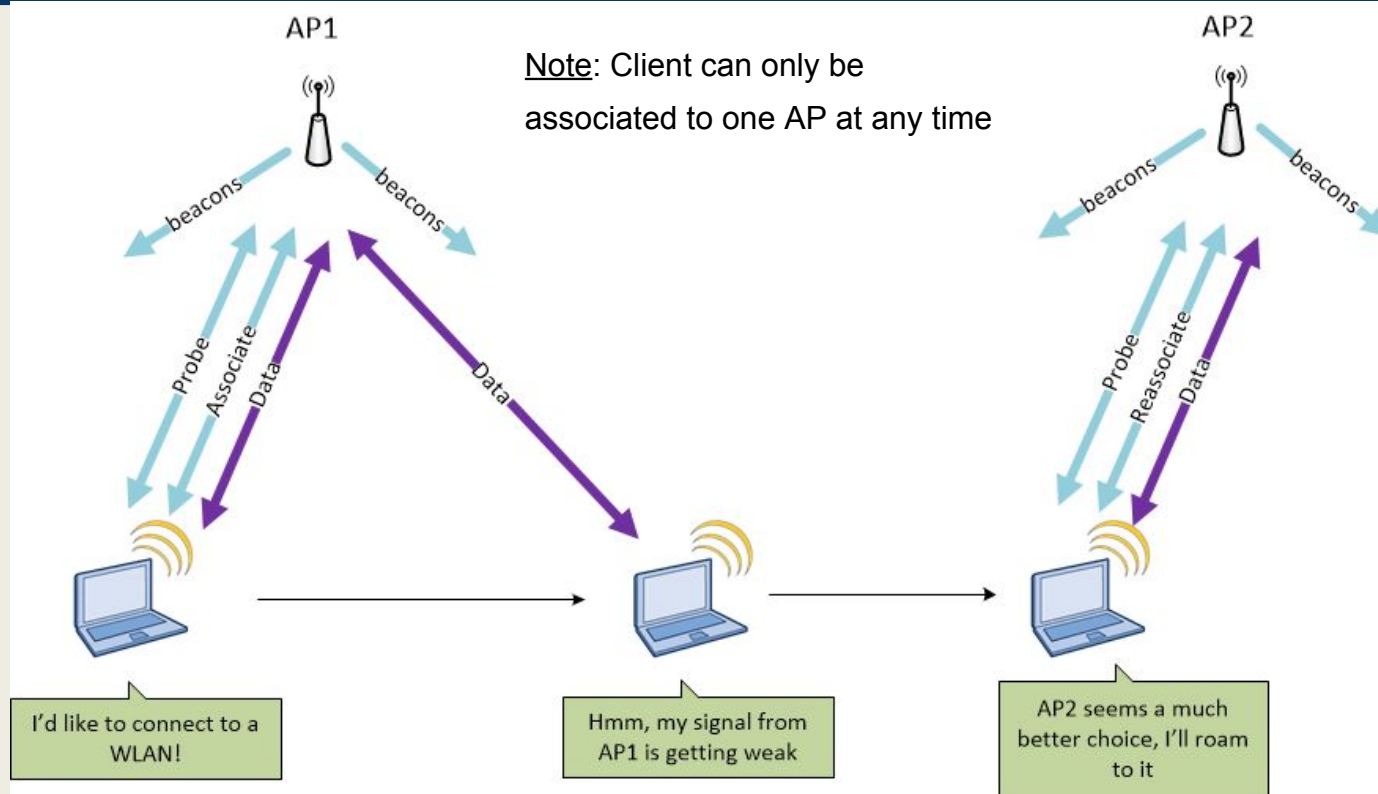 AP1
AP2
Note: Client can only be
associated to one AP at any time
beacons
beacons
beacons
beacons
Probe
Associate
Data
Data
Probe
Reassociate
Data
I'd like to connect to a
WLAN!
Hmm, my signal from
AP1 is getting weak
AP2 seems a much
better choice, I'll roam
to it